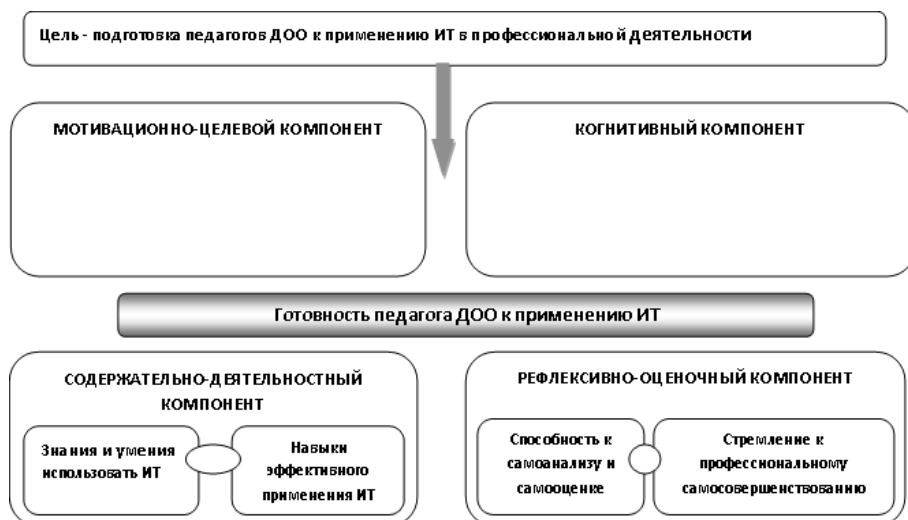 Цель - подготовка педагогов ДОО к применению ИТ в профессиональной деятельности
МОТИВАЦИОННО-ЦЕЛЕВОЙ КОМПОНЕНТ
КОГНИТИВНЫЙ КОМПОНЕНТ
Готовность педагога ДОО к применению ИТ
СОДЕРЖАТЕЛЬНО-ДЕЯТЕЛЬНОСТНЫЙ
КОМПОНЕНТ
Знания и умения
использовать ИТ
Навыки
эффективного
применения ИТ
РЕФЛЕКСИВНО-ОЦЕНОЧНЫЙ КОМПОНЕНТ
Способность к
самоанализу и
самооценке
Стремление к
профессиональному
самосовершенствованию